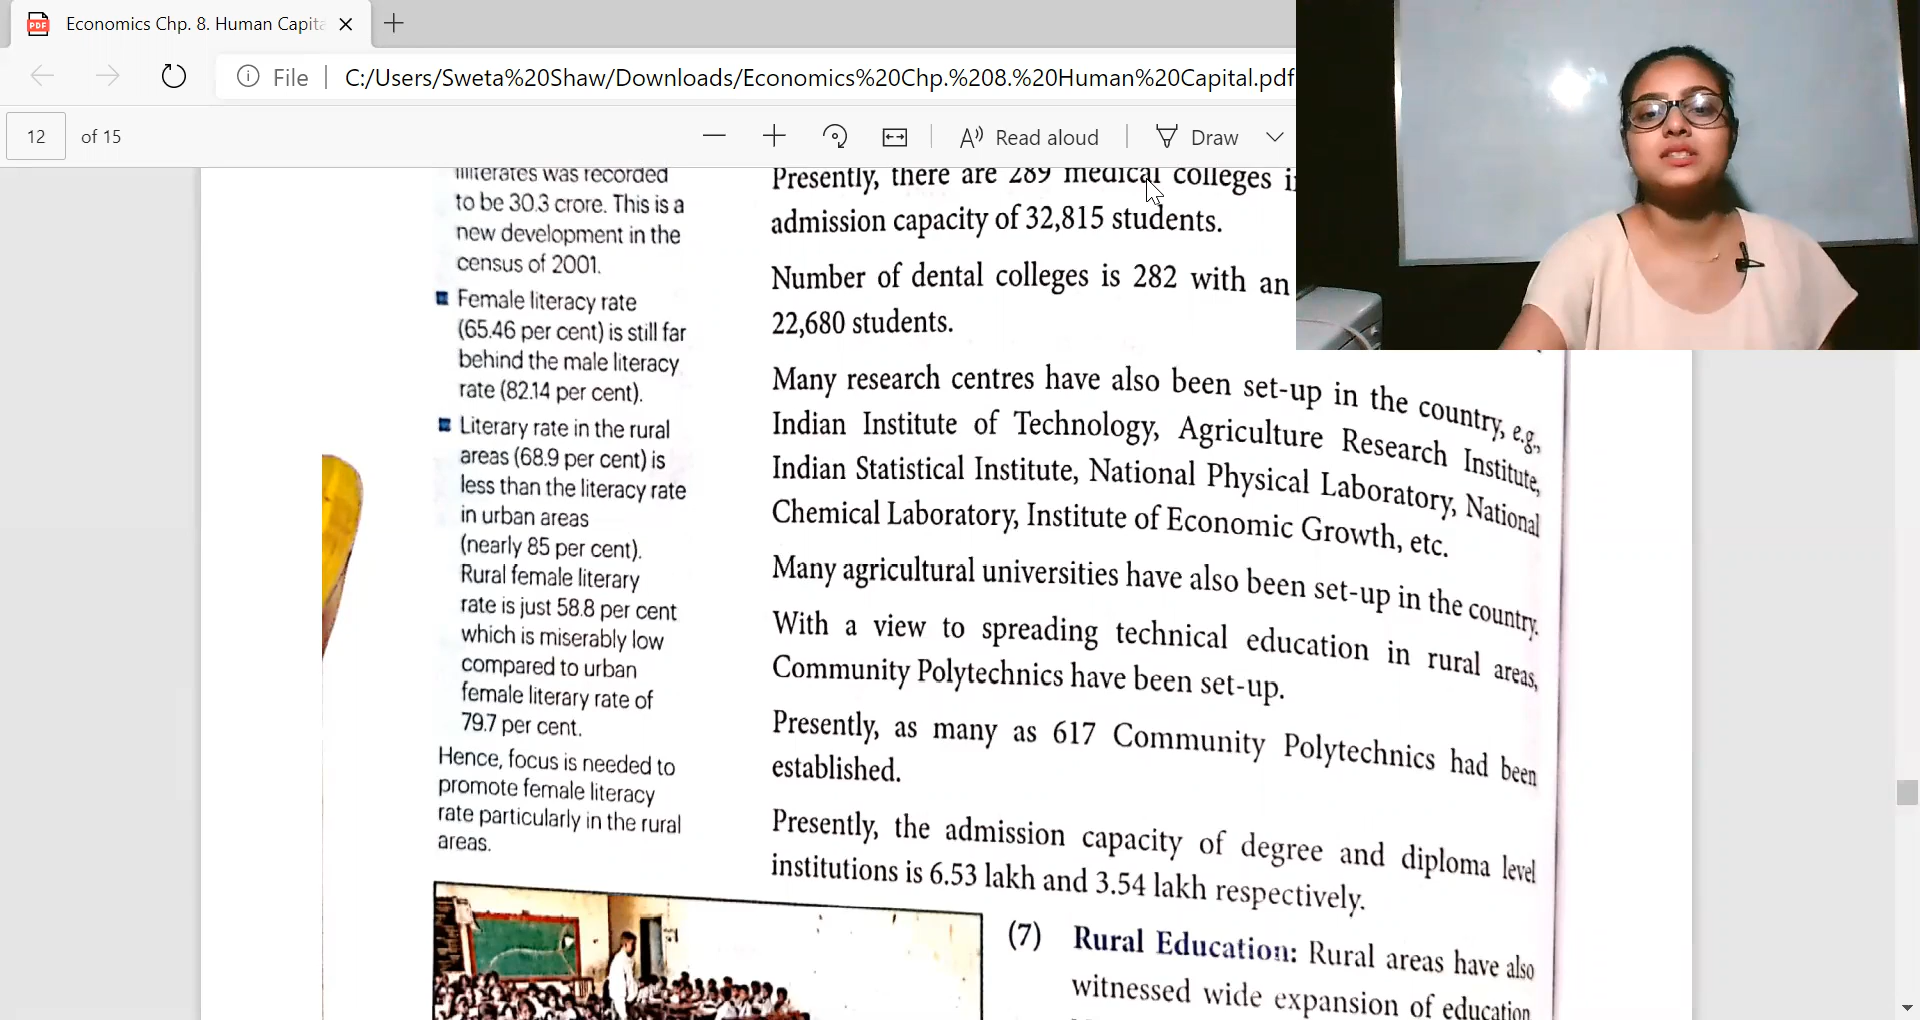 Economics Chp. 8. Human Capita
File
C:/Users/Sweta%20Shaw/Downloads/Economics%20Chp.%208.%20Human%20Capital.pdf
12 of 15
Read aloud
Draw
illiterates was recorded
to be 30.3 crore. This is a
new development in the
census of 2001.
Female literacy rate
(65.46 per cent) is still far
behind the male literacy
rate (82.14 per cent).
Literary rate in the rural
areas (68.9 per cent) is
less than the literacy rate
in urban areas
(nearly 85 per cent).
Rural female literary
rate is just 58.8 per cent
which is miserably low
compared to urban
female literary rate of
79.7 per cent.
Hence, focus is needed to
promote female literacy
rate particularly in the rural
areas.
Presently, there are 289 medical colleges i
admission capacity of 32,815 students.
Number of dental colleges is 282 with an
22,680 students.
Many research centres have also been set-up in the country, e.g.,
Indian Institute of Technology, Agriculture Research Institute,
Indian Statistical Institute, National Physical Laboratory, National
Chemical Laboratory, Institute of Economic Growth, etc.
Many agricultural universities have also been set-up in the country.
With a view to spreading technical education in rural areas,
Community Polytechnics have been set-up.
Presently, as many as 617 Community Polytechnics had been
established.
Presently, the admission capacity of degree and diploma level
institutions is 6.53 lakh and 3.54 lakh respectively.
(7) Rural Education: Rural areas have also
witnessed wide expansion of education